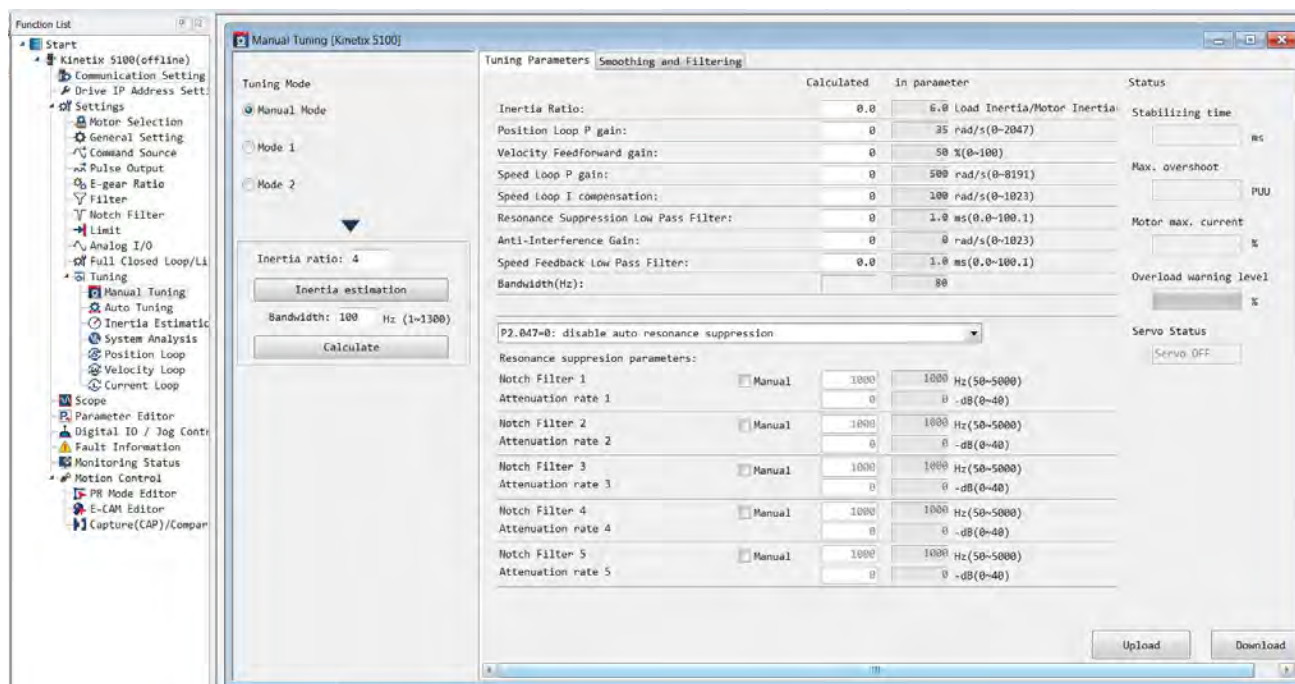 Function List
Start
Kinetix 5100(offline)
Communication Setting
Drive IP Address Sett
Settings
Motor Selection
General Setting
Command Source
Pulse Output
E-gear Ratio
Filter
Notch Filter
Limit
Analog I/O
Full Closed Loop/Li
Tuning
Manual Tuning
Auto Tuning
Inertia Estimatic
System Analysis
Position Loop
Velocity Loop
Current Loop
Scope
Parameter Editor
Digital IO / Jog Contr
Fault Information
Monitoring Status
Motion Control
PR Mode Editor
E-CAM Editor
Capture(CAP)/Compar
Manual Tuning [Kinetix 5100]
Tuning Mode
Manual Mode
Mode 1
Mode 2
Inertia ratio: 4
Inertia estimation
Bandwidth: 100 Hz (1~1300)
Calculate
Tuning Parameters Smoothing and Filtering
Calculated in parameter
Inertia Ratio: 0.0 6.0 Load Inertia/Motor Inertia
Position Loop P gain: 0 35 rad/s(0~2047)
Velocity Feedforward gain: 0 50 %(0~100)
Speed Loop P gain: 0 500 rad/s(0~8191)
Speed Loop I compensation: 0 100 rad/s(0~1023)
Resonance Suppression Low Pass Filter: 0 1.0 ms(0.0~100.1)
Anti-Interference Gain: 0 0 rad/s(0~1023)
Speed Feedback Low Pass Filter: 0.0 1.0 ms(0.0~100.1)
Bandwidth(Hz): 80
P2.047=0: disable auto resonance suppression
Resonance suppresion parameters:
Notch Filter 1 Manual 1000 1000 Hz(50~5000)
Attenuation rate 1 0 0 -dB(0~40)
Notch Filter 2 Manual 1000 1000 Hz(50~5000)
Attenuation rate 2 0 0 -dB(0~40)
Notch Filter 3 Manual 1000 1000 Hz(50~5000)
Attenuation rate 3 0 0 -dB(0~40)
Notch Filter 4 Manual 1000 1000 Hz(50~5000)
Attenuation rate 4 0 0 -dB(0~40)
Notch Filter 5 Manual 1000 1000 Hz(50~5000)
Attenuation rate 5 0 0 -dB(0~40)
Status
Stabilizing time
ms
Max. overshoot
PUU
Motor max. current
%
Overload warning level
%
Servo Status
Servo OFF
Upload Download